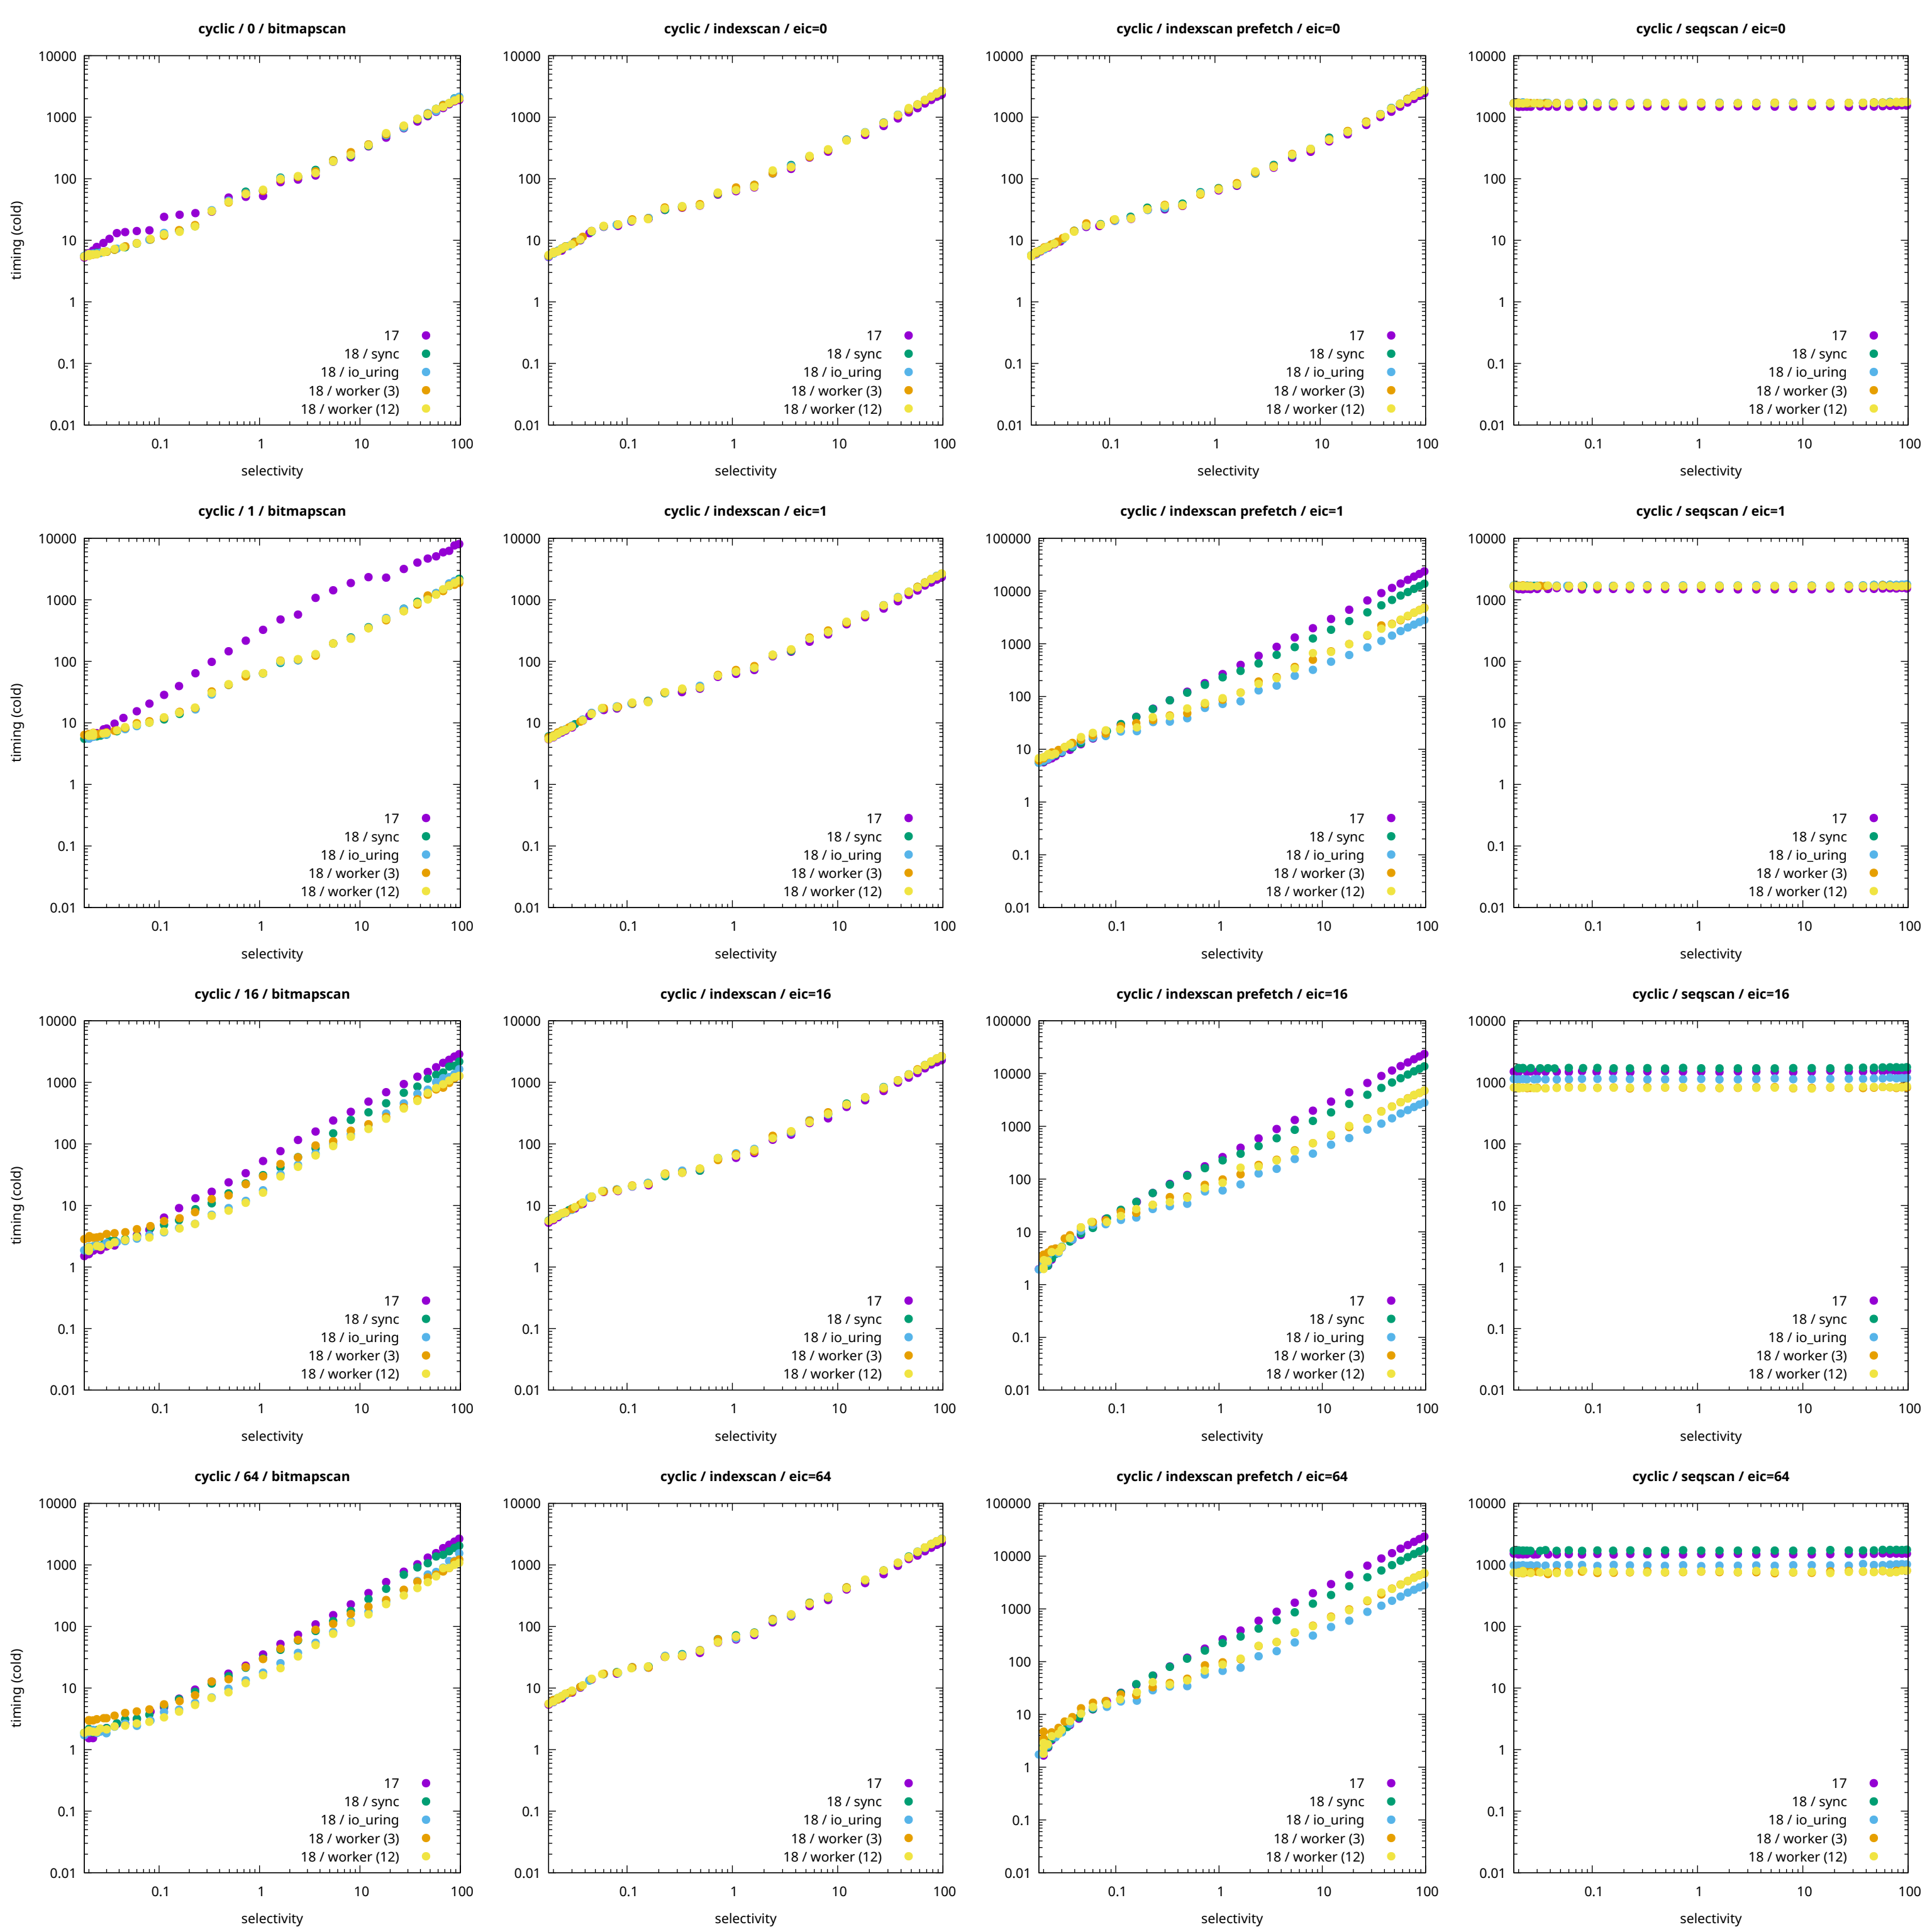 cyclic / 0 / bitmapscan
10000
1000
100
10
1
0.1
0.01
timing (cold)
17
18 / sync
18 / io_uring
18 / worker (3)
18 / worker (12)
0.1
1
10
100
selectivity
cyclic / indexscan / eic=0
10000
1000
100
10
1
0.1
0.01
17
18 / sync
18 / io_uring
18 / worker (3)
18 / worker (12)
0.1
1
10
100
selectivity
cyclic / indexscan prefetch / eic=0
10000
1000
100
10
1
0.1
0.01
17
18 / sync
18 / io_uring
18 / worker (3)
18 / worker (12)
0.1
1
10
100
selectivity
cyclic / seqscan / eic=0
10000
1000
100
10
1
0.1
0.01
17
18 / sync
18 / io_uring
18 / worker (3)
18 / worker (12)
0.1
1
10
100
selectivity
cyclic / 1 / bitmapscan
10000
1000
100
10
1
0.1
0.01
timing (cold)
17
18 / sync
18 / io_uring
18 / worker (3)
18 / worker (12)
0.1
1
10
100
selectivity
cyclic / indexscan / eic=1
10000
1000
100
10
1
0.1
0.01
17
18 / sync
18 / io_uring
18 / worker (3)
18 / worker (12)
0.1
1
10
100
selectivity
cyclic / indexscan prefetch / eic=1
100000
10000
1000
100
10
1
0.1
0.01
17
18 / sync
18 / io_uring
18 / worker (3)
18 / worker (12)
0.1
1
10
100
selectivity
cyclic / seqscan / eic=1
10000
1000
100
10
1
0.1
0.01
17
18 / sync
18 / io_uring
18 / worker (3)
18 / worker (12)
0.1
1
10
100
selectivity
cyclic / 16 / bitmapscan
10000
1000
100
10
1
0.1
0.01
timing (cold)
17
18 / sync
18 / io_uring
18 / worker (3)
18 / worker (12)
0.1
1
10
100
selectivity
cyclic / indexscan / eic=16
10000
1000
100
10
1
0.1
0.01
17
18 / sync
18 / io_uring
18 / worker (3)
18 / worker (12)
0.1
1
10
100
selectivity
cyclic / indexscan prefetch / eic=16
100000
10000
1000
100
10
1
0.1
0.01
17
18 / sync
18 / io_uring
18 / worker (3)
18 / worker (12)
0.1
1
10
100
selectivity
cyclic / seqscan / eic=16
10000
1000
100
10
1
0.1
0.01
17
18 / sync
18 / io_uring
18 / worker (3)
18 / worker (12)
0.1
1
10
100
selectivity
cyclic / 64 / bitmapscan
10000
1000
100
10
1
0.1
0.01
timing (cold)
17
18 / sync
18 / io_uring
18 / worker (3)
18 / worker (12)
0.1
1
10
100
selectivity
cyclic / indexscan / eic=64
10000
1000
100
10
1
0.1
0.01
17
18 / sync
18 / io_uring
18 / worker (3)
18 / worker (12)
0.1
1
10
100
selectivity
cyclic / indexscan prefetch / eic=64
100000
10000
1000
100
10
1
0.1
0.01
17
18 / sync
18 / io_uring
18 / worker (3)
18 / worker (12)
0.1
1
10
100
selectivity
cyclic / seqscan / eic=64
10000
1000
100
10
1
0.1
0.01
17
18 / sync
18 / io_uring
18 / worker (3)
18 / worker (12)
0.1
1
10
100
selectivity